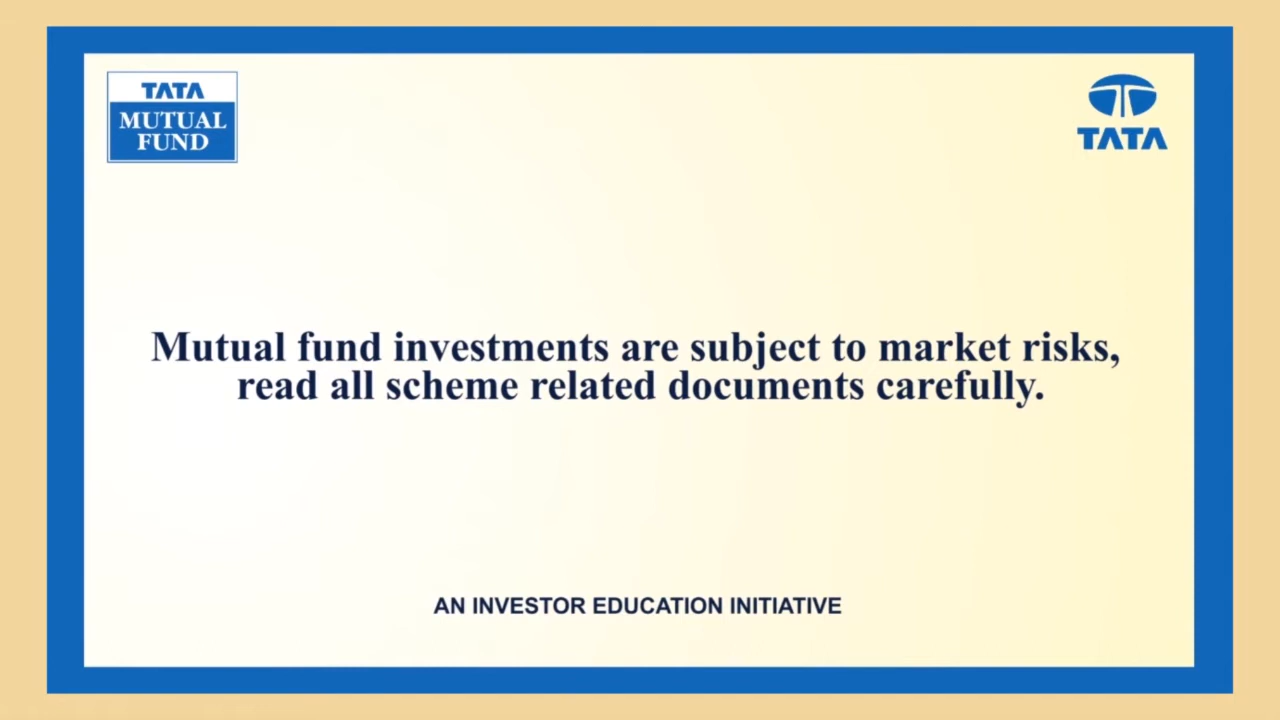 TATA
MUTUAL
FUND
TATA
Mutual fund investments are subject to market risks,
read all scheme related documents carefully.
AN INVESTOR EDUCATION INITIATIVE